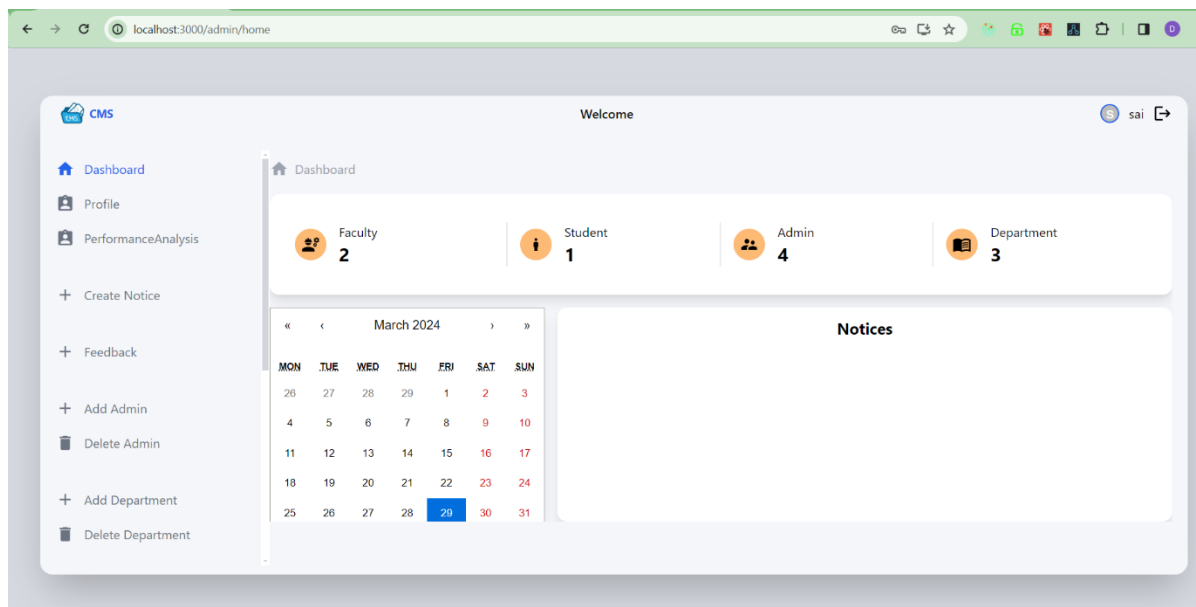 localhost:3000/admin/home
D
CMS CMS
Welcome
S sai
Dashboard
Profile
PerformanceAnalysis
Create Notice
Feedback
Add Admin
Delete Admin
Add Department
Delete Department
Dashboard
Faculty
2
Student
1
Admin
4
Department
3
« ‹ March 2024 › »
MON TUE WED THU FRI SAT SUN
26 27 28 29 1 2 3
4 5 6 7 8 9 10
11 12 13 14 15 16 17
18 19 20 21 22 23 24
25 26 27 28 29 30 31
Notices